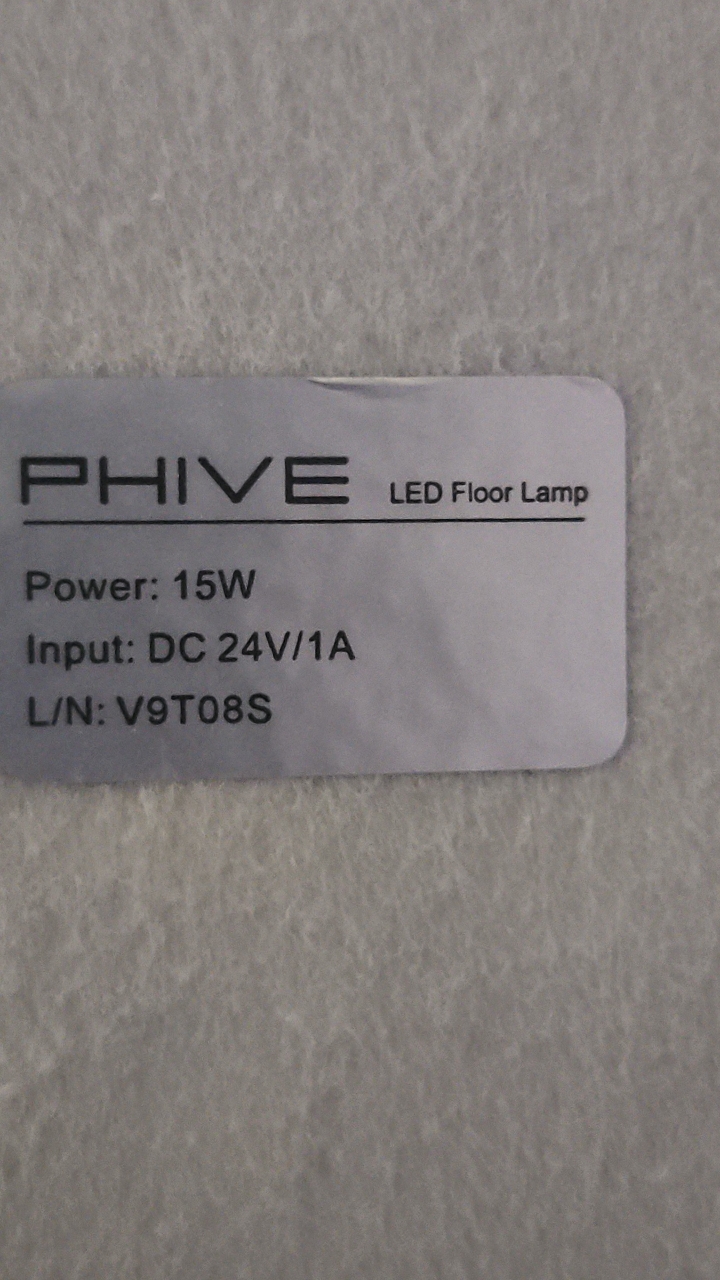 PHIVE LED Floor Lamp
Power: 15W
Input: DC 24V/1A
L/N: V9T08S